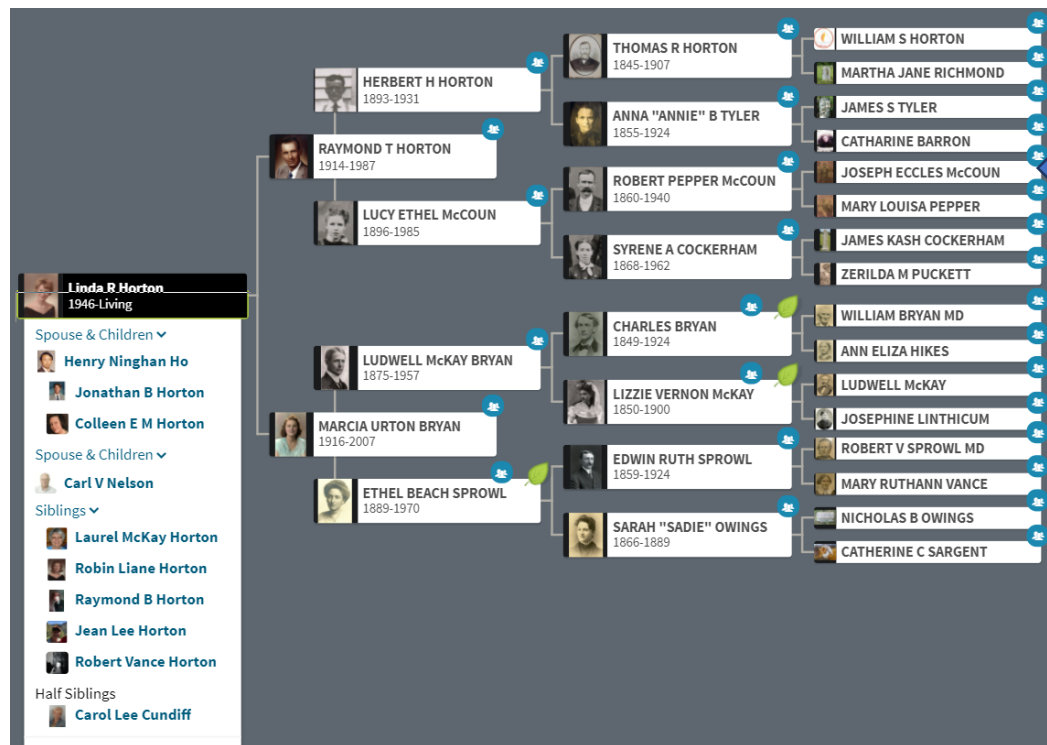 THOMAS R HORTON
1845-1907
WILLIAM S HORTON
MARTHA JANE RICHMOND
HERBERT H HORTON
1893-1931
ANNA "ANNIE" B TYLER
1855-1924
JAMES S TYLER
CATHARINE BARRON
RAYMOND T HORTON
1914-1987
LUCY ETHEL McCOUN
1896-1985
ROBERT PEPPER McCOUN
1860-1940
JOSEPH ECCLES McCOUN
MARY LOUISA PEPPER
SYRENE A COCKERHAM
1868-1962
JAMES KASH COCKERHAM
ZERILDA M PUCKETT
Linda R Horton
1946-Living
CHARLES BRYAN
1849-1924
WILLIAM BRYAN MD
ANN ELIZA HIKES
LUDWELL McKAY BRYAN
1875-1957
LIZZIE VERNON McKAY
1850-1900
LUDWELL McKAY
JOSEPHINE LINTHICUM
MARCIA URTON BRYAN
1916-2007
ETHEL BEACH SPROWL
1889-1970
EDWIN RUTH SPROWL
1859-1924
ROBERT V SPROWL MD
MARY RUTHANN VANCE
SARAH "SADIE" OWINGS
1866-1889
NICHOLAS B OWINGS
CATHERINE C SARGENT
Spouse & Children
Henry Ninghan Ho
Jonathan B Horton
Colleen E M Horton
Spouse & Children
Carl V Nelson
Siblings
Laurel McKay Horton
Robin Liane Horton
Raymond B Horton
Jean Lee Horton
Robert Vance Horton
Half Siblings
Carol Lee Cundiff